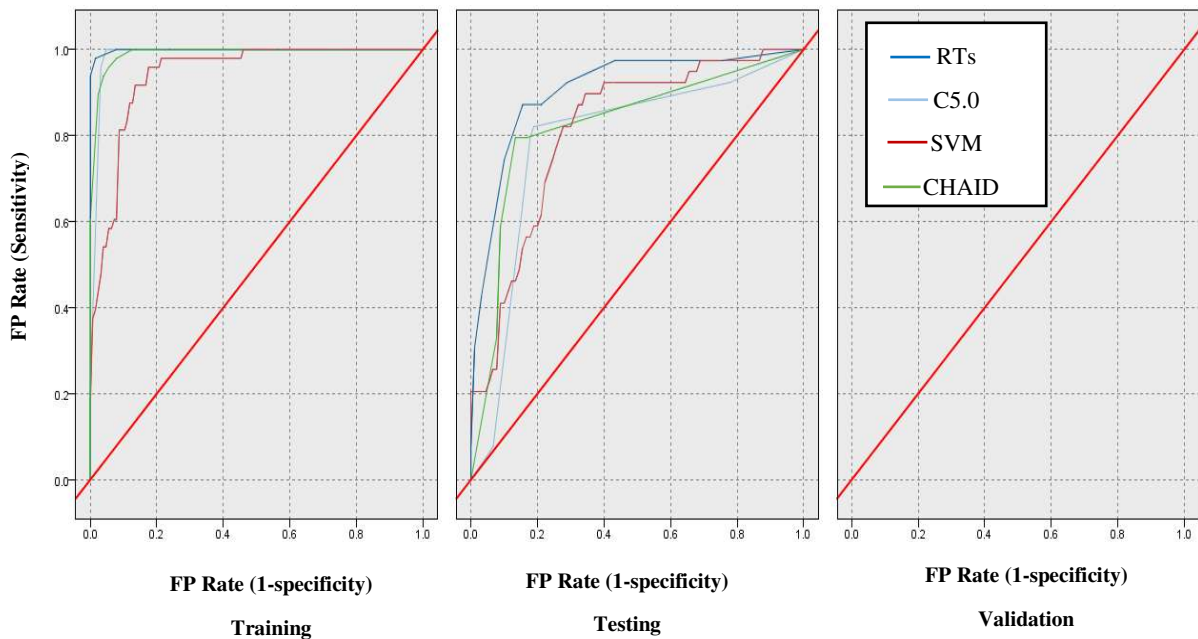 FP Rate (Sensitivity)
1.0
0.8
0.6
0.4
0.2
0.0
0.0 0.2 0.4 0.6 0.8 1.0
0.0 0.2 0.4 0.6 0.8 1.0
0.0 0.2 0.4 0.6 0.8 1.0
RTs
C5.0
SVM
CHAID
FP Rate (1-specificity)
FP Rate (1-specificity)
FP Rate (1-specificity)
Training
Testing
Validation